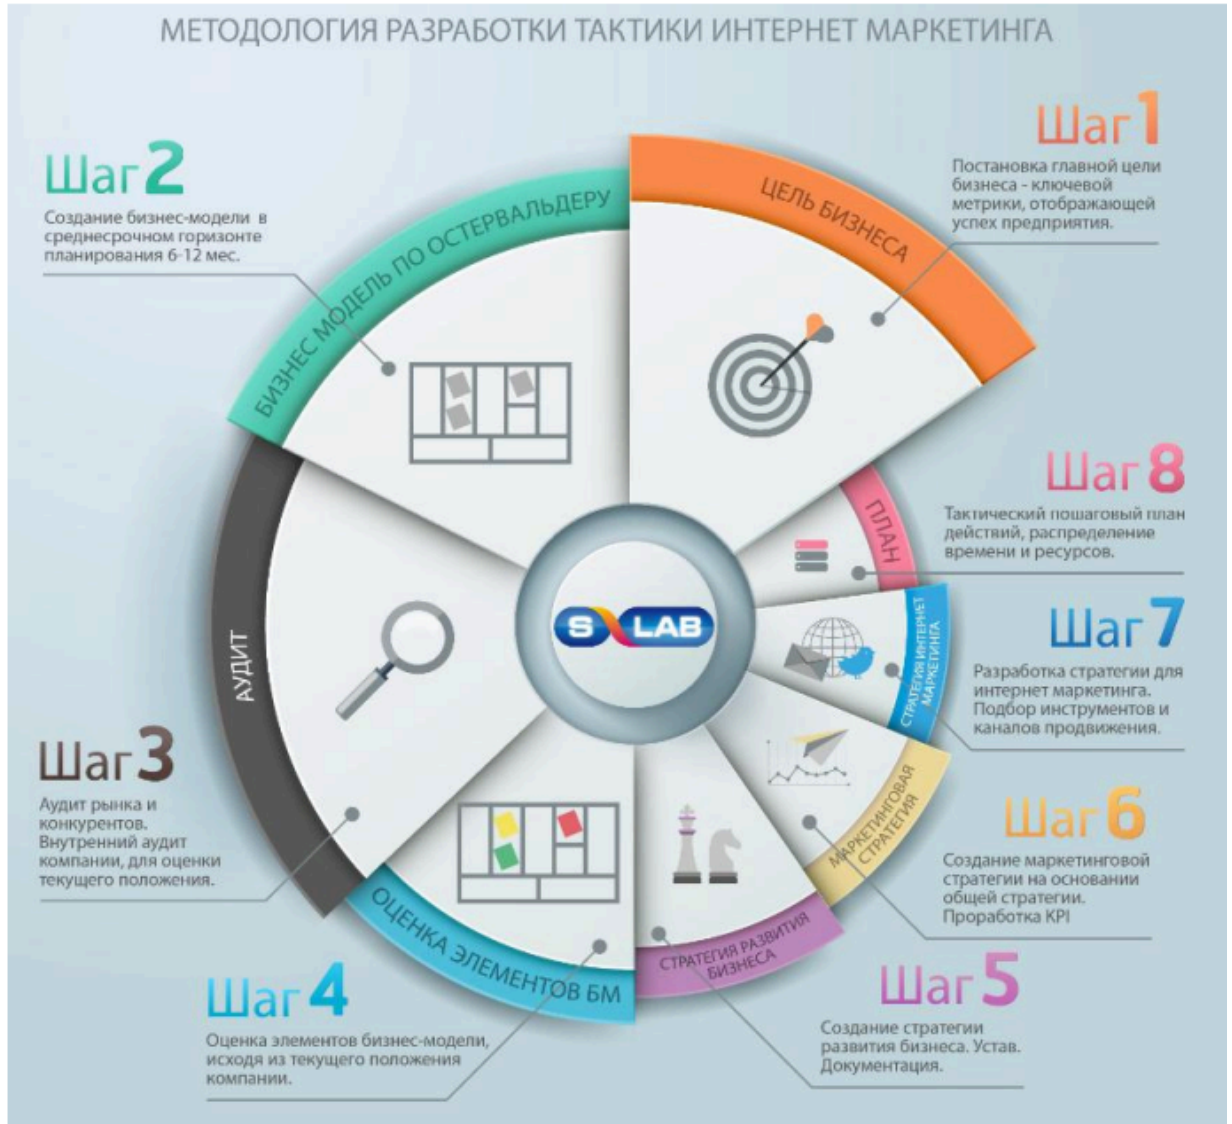 МЕТОДОЛОГИЯ РАЗРАБОТКИ ТАКТИКИ ИНТЕРНЕТ МАРКЕТИНГА
Шаг 1
Постановка главной цели
бизнеса - ключевой
метрики, отображающей
успех предприятия.
ЦЕЛЬ БИЗНЕСА
Шаг 2
Создание бизнес-модели в
среднесрочном горизонте
планирования 6-12 мес.
БИЗНЕС МОДЕЛЬ ПО ОСТЕРВАЛЬДЕРУ
Шаг 3
Аудит рынка и
конкурентов.
Внутренний аудит
компании, для оценки
текущего положения.
АУДИТ
Шаг 4
Оценка элементов бизнес-модели,
исходя из текущего положения
компании.
ОЦЕНКА ЭЛЕМЕНТОВ БМ
Шаг 5
Создание стратегии
развития бизнеса. Устав.
Документация.
СТРАТЕГИЯ РАЗВИТИЯ
БИЗНЕСА
Шаг 6
Создание маркетинговой
стратегии на основании
общей стратегии.
Проработка KPI
МАРКЕТИНГОВАЯ
СТРАТЕГИЯ
Шаг 7
Разработка стратегии для
интернет маркетинга.
Подбор инструментов и
каналов продвижения.
СТРАТЕГИЯ ИНТЕРНЕТ
МАРКЕТИНГА
Шаг 8
Тактический пошаговый план
действий, распределение
времени и ресурсов.
ПЛАН
S LAB